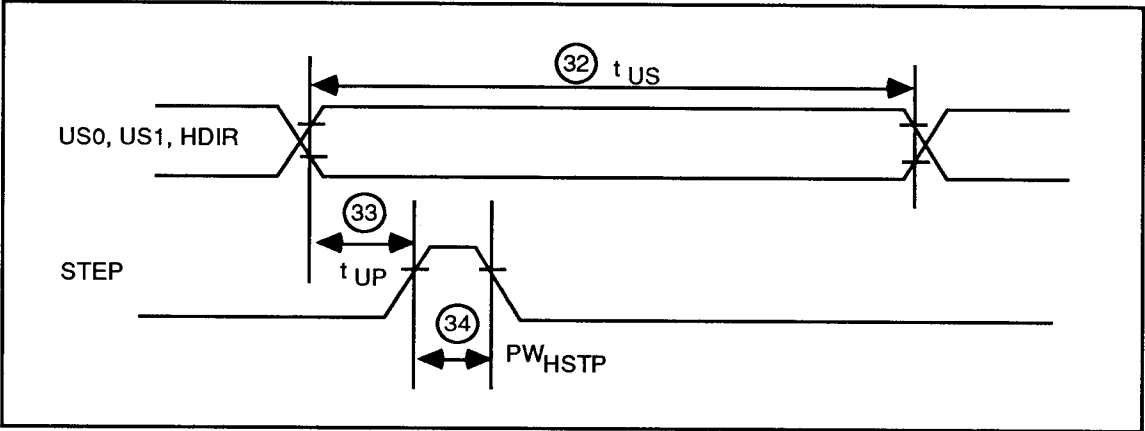 32 t US
US0, US1, HDIR
33
t UP
STEP
34
PW HSTP